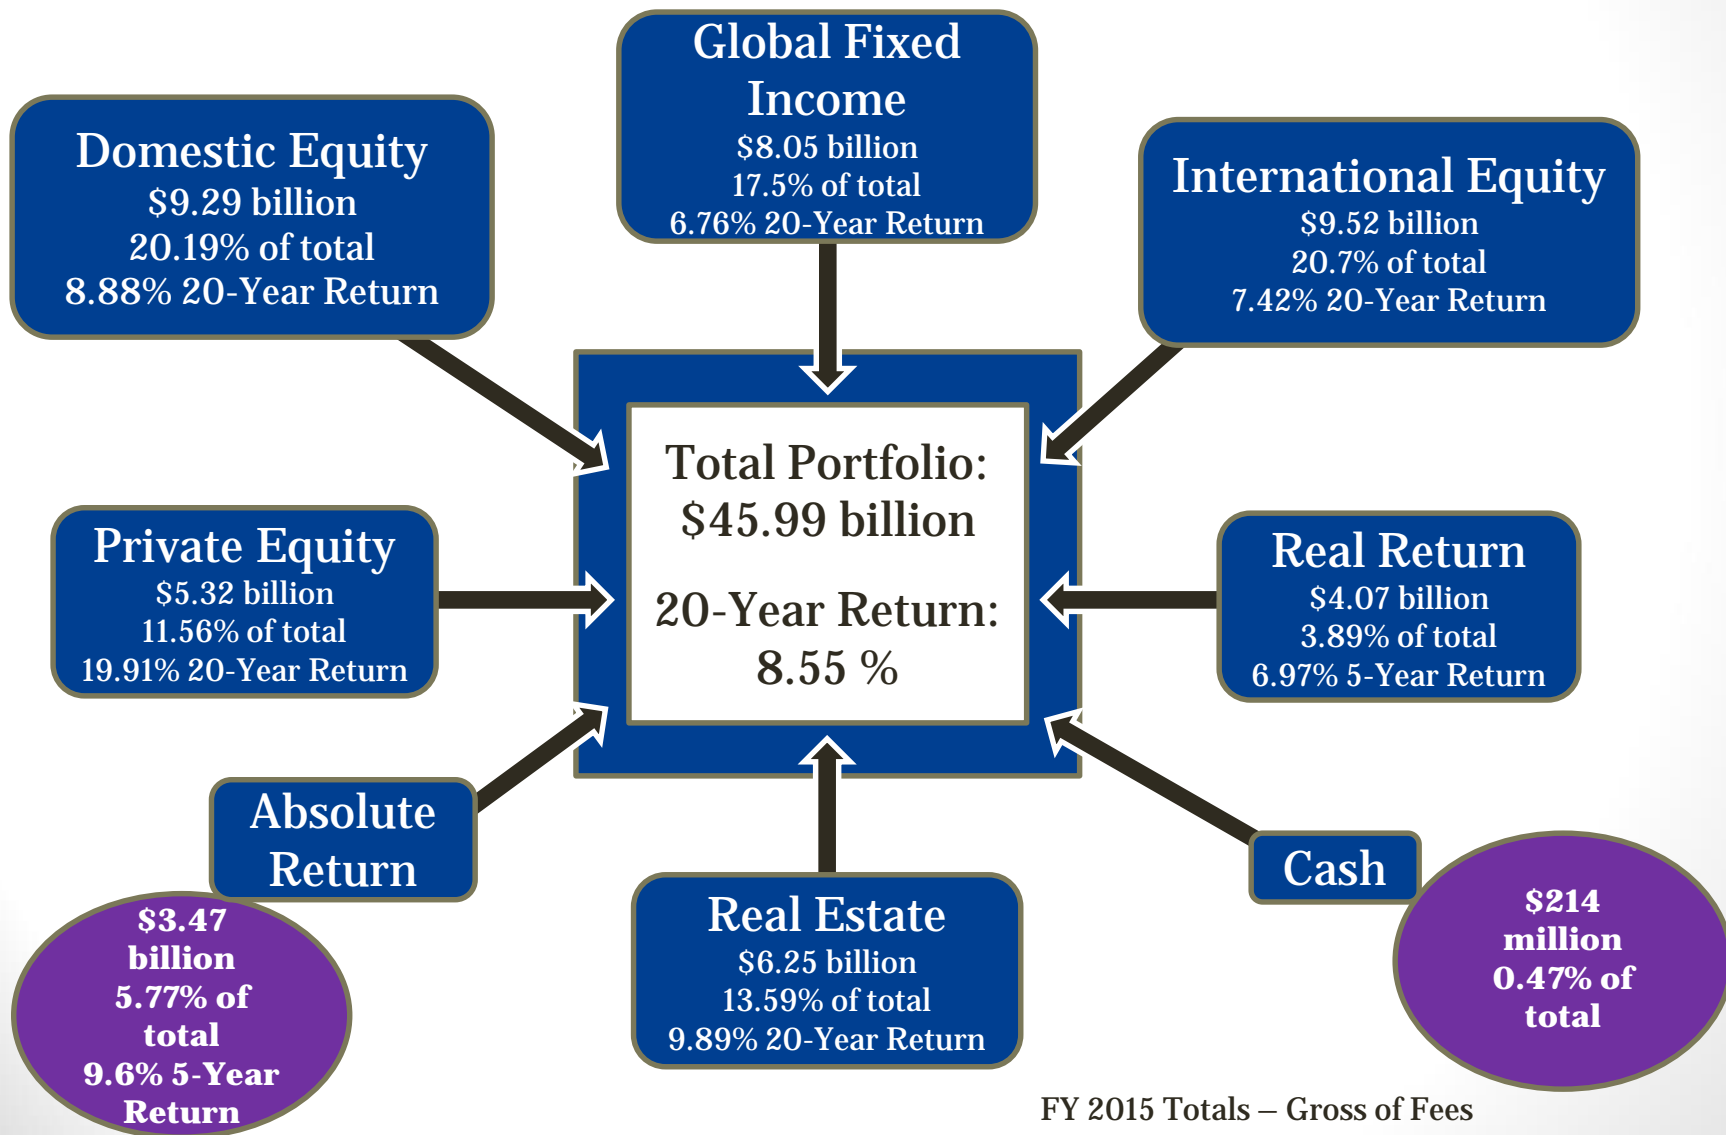 Global Fixed
Income
$8.05 billion
17.5% of total
6.76% 20-Year Return
Domestic Equity
$9.29 billion
20.19% of total
8.88% 20-Year Return
International Equity
$9.52 billion
20.7% of total
7.42% 20-Year Return
Total Portfolio:
$45.99 billion
20-Year Return:
8.55 %
Private Equity
$5.32 billion
11.56% of total
19.91% 20-Year Return
Real Return
$4.07 billion
3.89% of total
6.97% 5-Year Return
Absolute
Return
$3.47
billion
5.77% of
total
9.6% 5-Year
Return
Real Estate
$6.25 billion
13.59% of total
9.89% 20-Year Return
Cash
$214
million
0.47% of
total
FY 2015 Totals – Gross of Fees